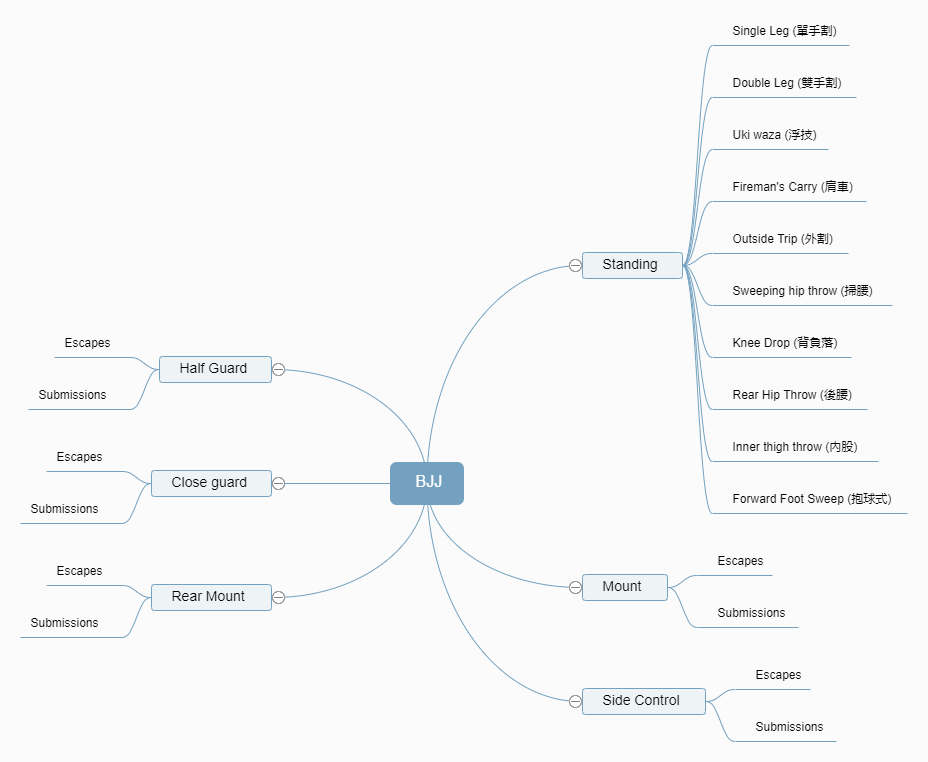 BJJ
Standing
Single Leg (單手割)
Double Leg (雙手割)
Uki waza (浮技)
Fireman's Carry (肩車)
Outside Trip (外割)
Sweeping hip throw (掃腰)
Knee Drop (背負落)
Rear Hip Throw (後腰)
Inner thigh throw (內股)
Forward Foot Sweep (抱球式)
Mount
Escapes
Submissions
Side Control
Escapes
Submissions
Half Guard
Escapes
Submissions
Close guard
Escapes
Submissions
Rear Mount
Escapes
Submissions